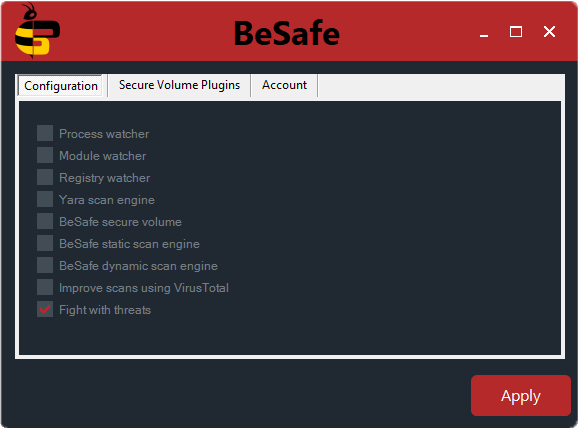 BeSafe
Configuration Secure Volume Plugins Account
Process watcher
Module watcher
Registry watcher
Yara scan engine
BeSafe secure volume
BeSafe static scan engine
BeSafe dynamic scan engine
Improve scans using VirusTotal
Fight with threats
Apply